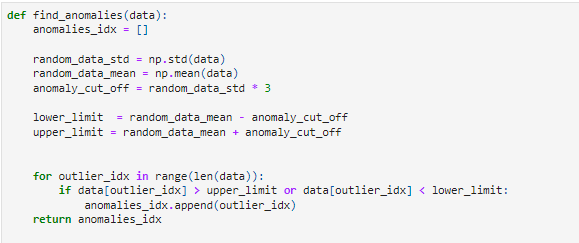 def find_anomalies(data):
    anomalies_idx = []
    random_data_std = np.std(data)
    random_data_mean = np.mean(data)
    anomaly_cut_off = random_data_std * 3
    lower_limit  = random_data_mean - anomaly_cut_off
    upper_limit = random_data_mean + anomaly_cut_off
    for outlier_idx in range(len(data)):
        if data[outlier_idx] > upper_limit or data[outlier_idx] < lower_limit:
            anomalies_idx.append(outlier_idx)
    return anomalies_idx